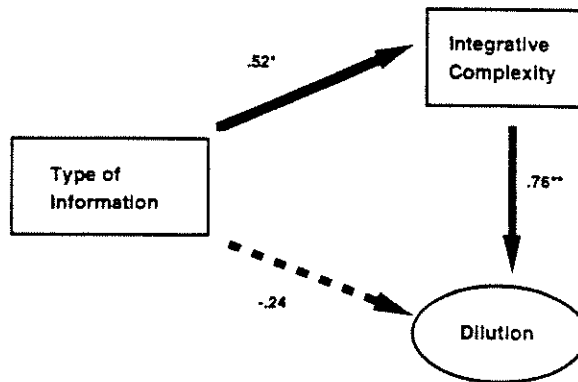 Integrative
Complexity
.52*
Type of
Information
.76**
-.24
Dilution